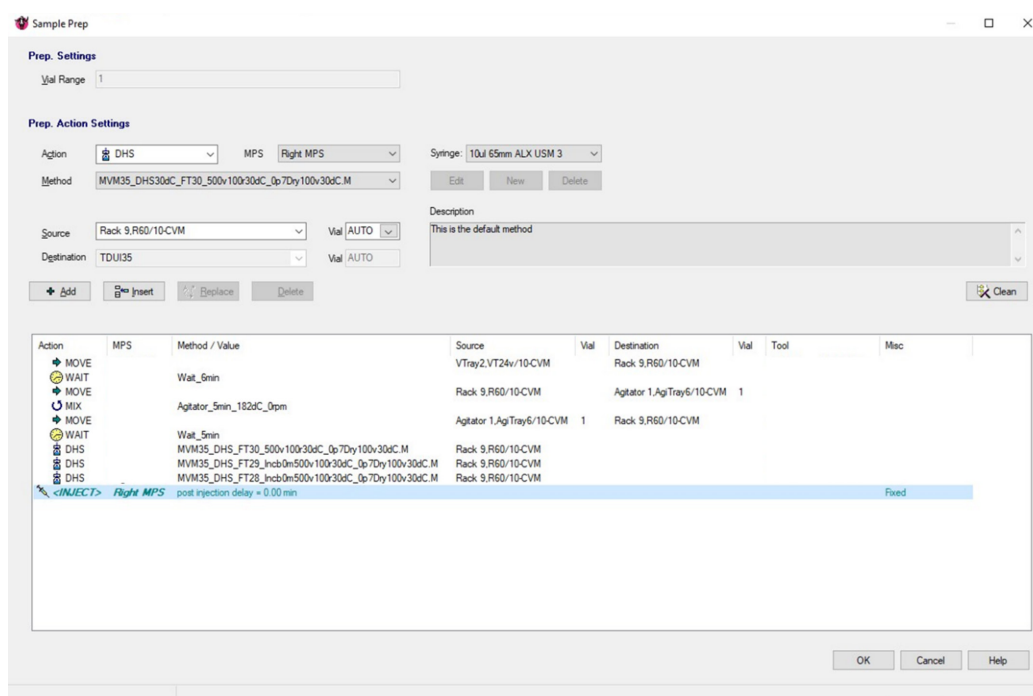 Sample Prep
Prep. Settings
Vial Range 1
Prep. Action Settings
Action DHS MPS Right MPS Syringe: 10ul 65mm ALX USM 3
Method MVM35_DHS30dC_FT30_500v100r30dC_0p7Dry100v30dC.M Edit New Delete
Description
Source Rack 9,R60/10-CVM Vial AUTO This is the default method
Destination TDUI35 Vial AUTO
Add Insert Replace Delete Clean
Action MPS Method / Value Source Vial Destination Vial Tool Misc
MOVE VTray2,VT24v/10-CVM Rack 9,R60/10-CVM
WAIT Wait_6min
MOVE Rack 9,R60/10-CVM Agitator 1,AgiTray6/10-CVM 1
MIX Agitator_5min_182dC_0rpm
MOVE Agitator 1,AgiTray6/10-CVM 1 Rack 9,R60/10-CVM
WAIT Wait_5min
DHS MVM35_DHS_FT30_500v100r30dC_0p7Dry100v30dC.M Rack 9,R60/10-CVM
DHS MVM35_DHS_FT29_Incb0m500v100r30dC_0p7Dry100v30dC.M Rack 9,R60/10-CVM
DHS MVM35_DHS_FT28_Incb0m500v100r30dC_0p7Dry100v30dC.M Rack 9,R60/10-CVM
<INJECT> Right MPS post injection delay = 0.00 min Fixed
OK Cancel Help